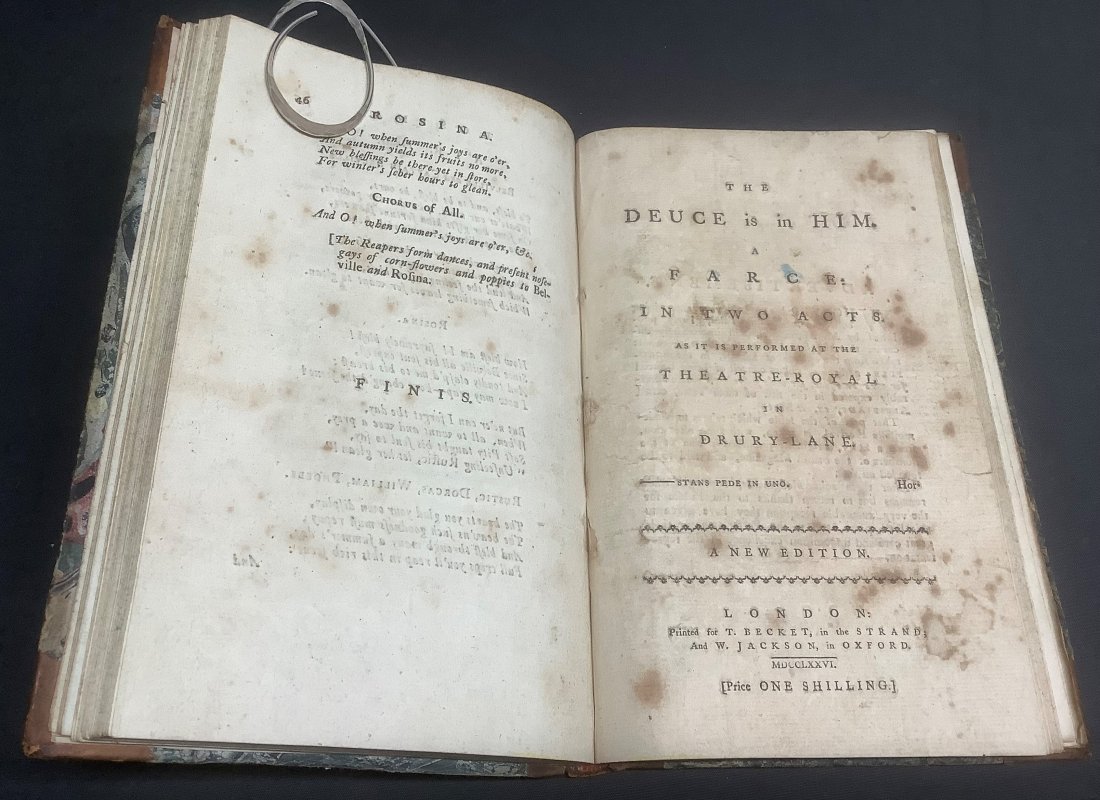 46
ROSINA.
And O! when ſummer's joys are o'er,
And autumn yields its fruits no more,
New bleſſings be there yet in ſtore,
For winter's ſober hours to glean.
CHORUS of All.
And O! when ſummer's joys are o'er, &c.
[The Reapers form dances, and preſent noſe-
gays of corn-flowers and poppies to Bel-
ville and Roſina.
FINIS.
THE
DEUCE is in HIM.
A
FARCE:
IN TWO ACTS.
AS IT IS PERFORMED AT THE
THEATRE-ROYAL
IN
DRURY-LANE.
——STANS PEDE IN UNO. Hor.
A NEW EDITION.
LONDON:
Printed for T. BECKET, in the STRAND;
And W. JACKSON, in OXFORD.
MDCCLXXVI.
[Price ONE SHILLING.]